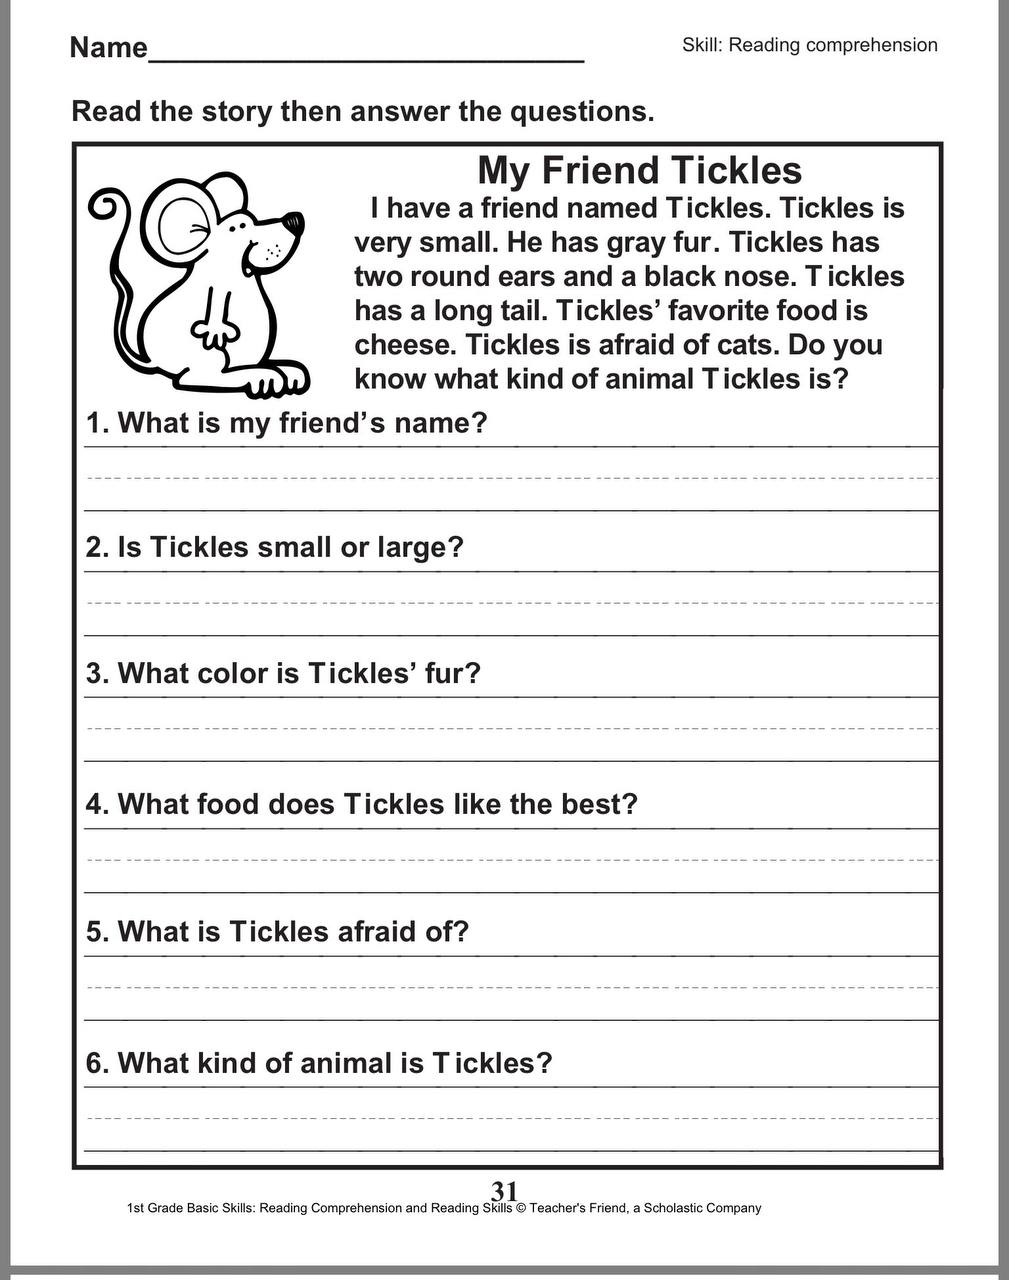 Name___________________________
Skill: Reading comprehension
Read the story then answer the questions.
My Friend Tickles
I have a friend named Tickles. Tickles is
very small. He has gray fur. Tickles has
two round ears and a black nose. Tickles
has a long tail. Tickles’ favorite food is
cheese. Tickles is afraid of cats. Do you
know what kind of animal Tickles is?
1. What is my friend’s name?
2. Is Tickles small or large?
3. What color is Tickles’ fur?
4. What food does Tickles like the best?
5. What is Tickles afraid of?
6. What kind of animal is Tickles?
31
1st Grade Basic Skills: Reading Comprehension and Reading Skills © Teacher's Friend, a Scholastic Company